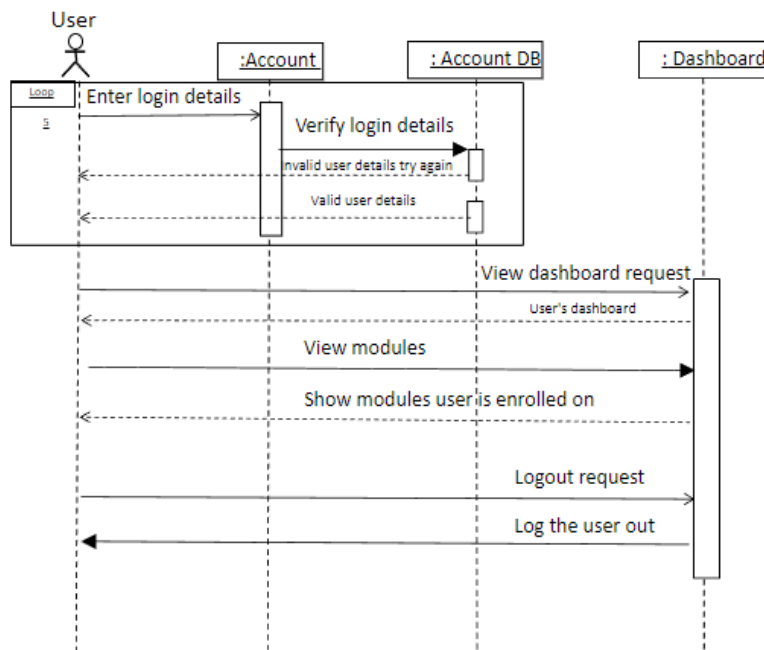 User
:Account
: Account DB
: Dashboard
Loop
Enter login details
5
Verify login details
Invalid user details try again
Valid user details
View dashboard request
User's dashboard
View modules
Show modules user is enrolled on
Logout request
Log the user out